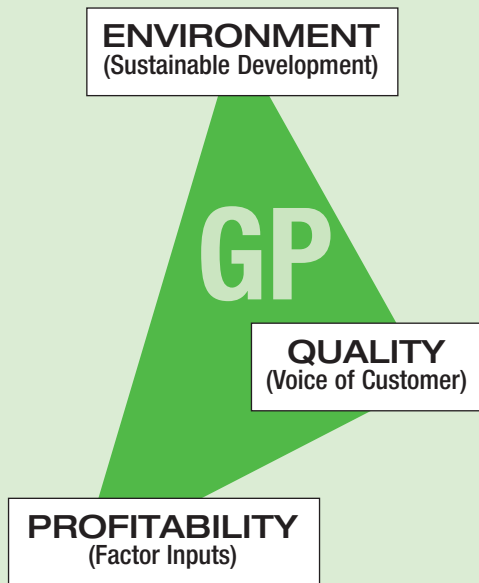 ENVIRONMENT
(Sustainable Development)
GP
QUALITY
(Voice of Customer)
PROFITABILITY
(Factor Inputs)